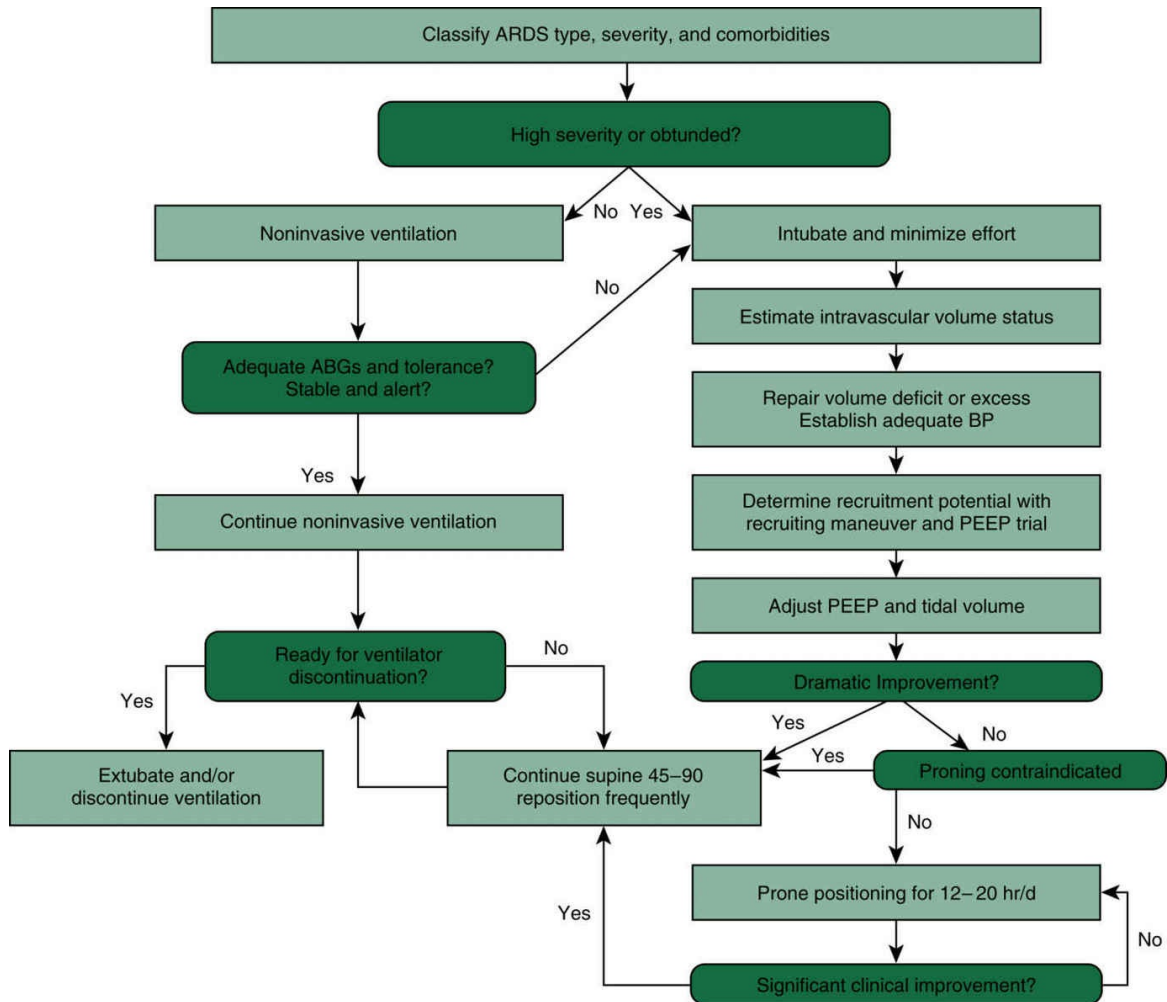 Classify ARDS type, severity, and comorbidities
High severity or obtunded?
No
Yes
Noninvasive ventilation
Intubate and minimize effort
No
Estimate intravascular volume status
Adequate ABGs and tolerance?
Stable and alert?
Repair volume deficit or excess
Establish adequate BP
Yes
Continue noninvasive ventilation
Determine recruitment potential with
recruiting maneuver and PEEP trial
Adjust PEEP and tidal volume
Ready for ventilator
discontinuation?
No
Yes
Dramatic Improvement?
Yes
No
Yes
Extubate and/or
discontinue ventilation
Continue supine 45–90
reposition frequently
Proning contraindicated
No
Prone positioning for 12–20 hr/d
Yes
No
Significant clinical improvement?